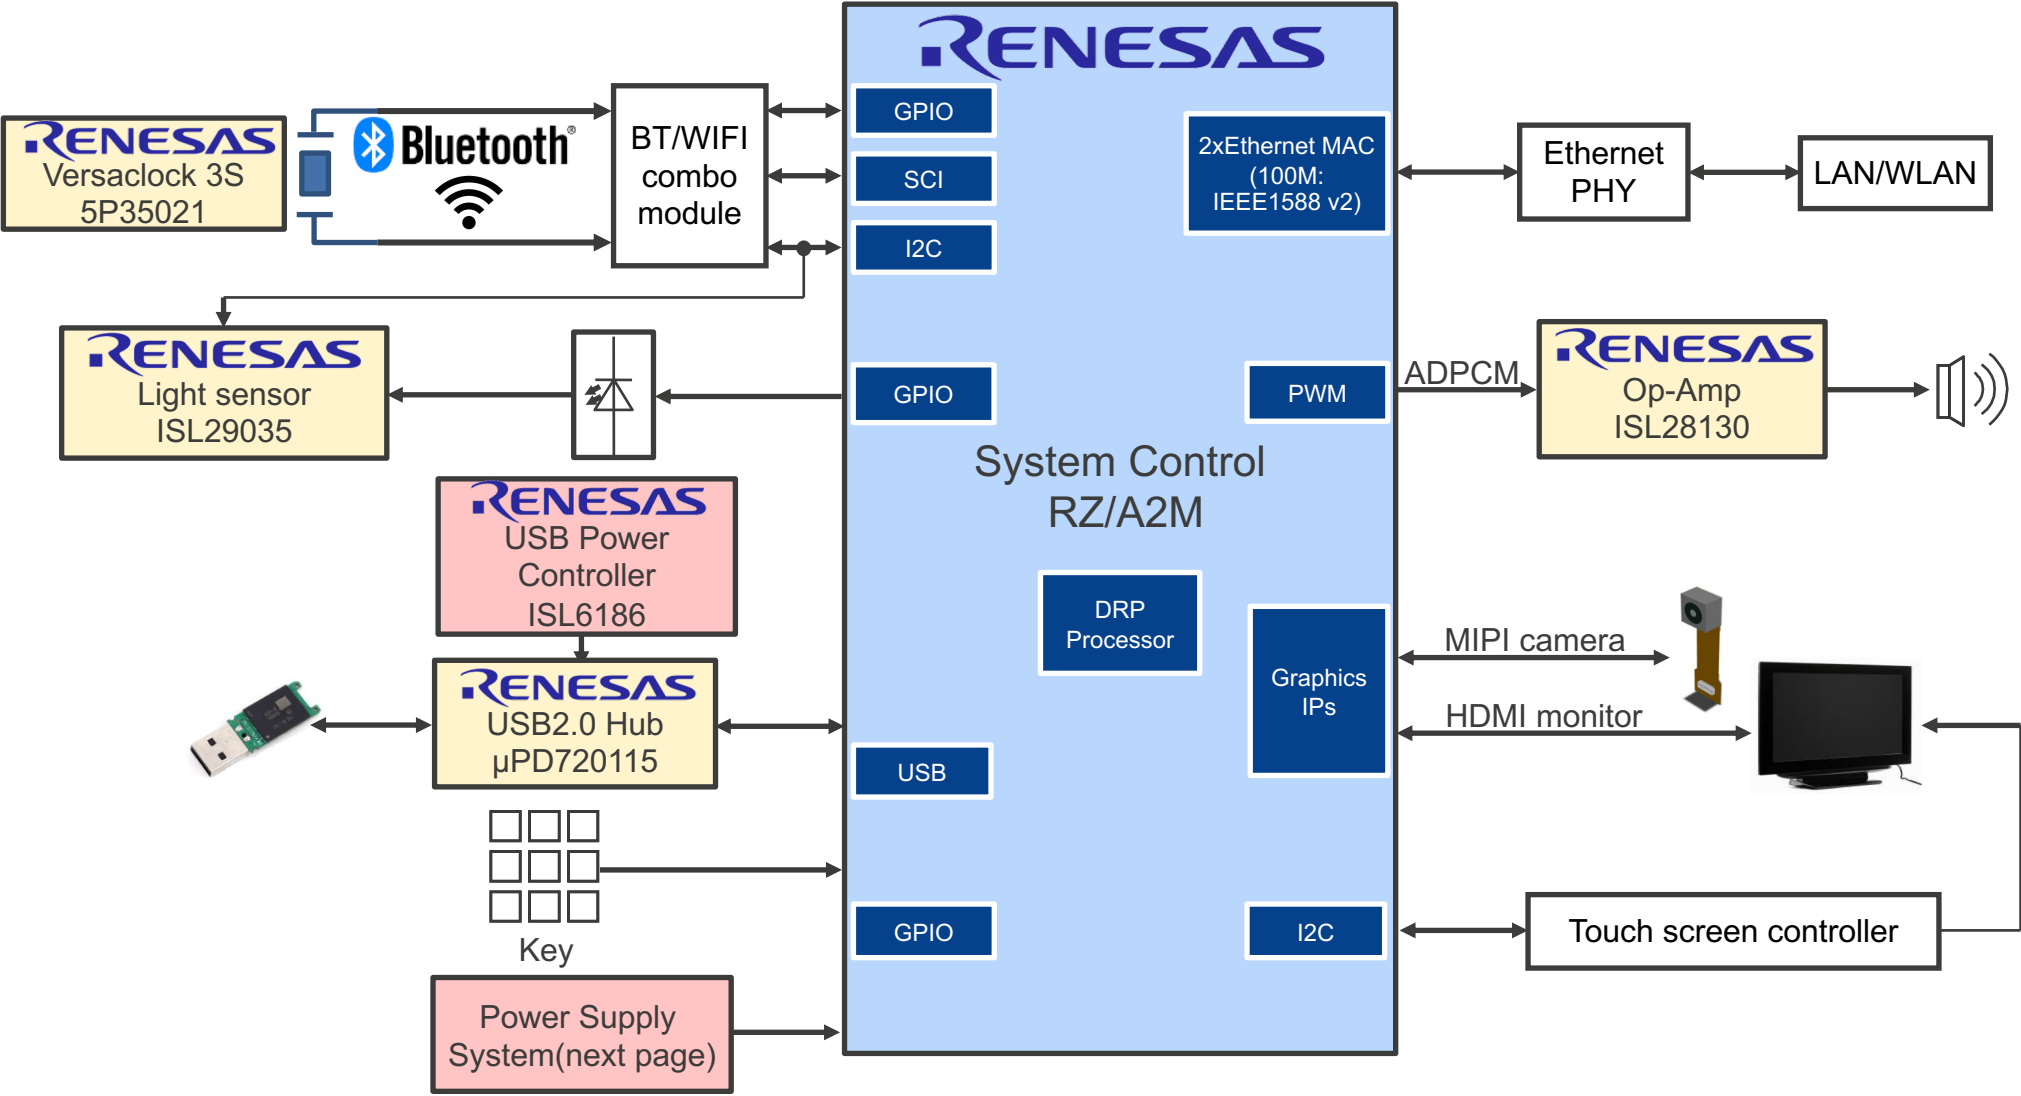 RENESAS
GPIO
SCI
I2C
2xEthernet MAC
(100M:
IEEE1588 v2)
GPIO
PWM
System Control
RZ/A2M
DRP
Processor
Graphics
IPs
USB
GPIO
I2C
RENESAS
Versaclock 3S
5P35021
Bluetooth®
BT/WIFI
combo
module
RENESAS
Light sensor
ISL29035
RENESAS
USB Power
Controller
ISL6186
RENESAS
USB2.0 Hub
µPD720115
Key
Power Supply
System(next page)
Ethernet
PHY
LAN/WLAN
ADPCM
RENESAS
Op-Amp
ISL28130
MIPI camera
HDMI monitor
Touch screen controller